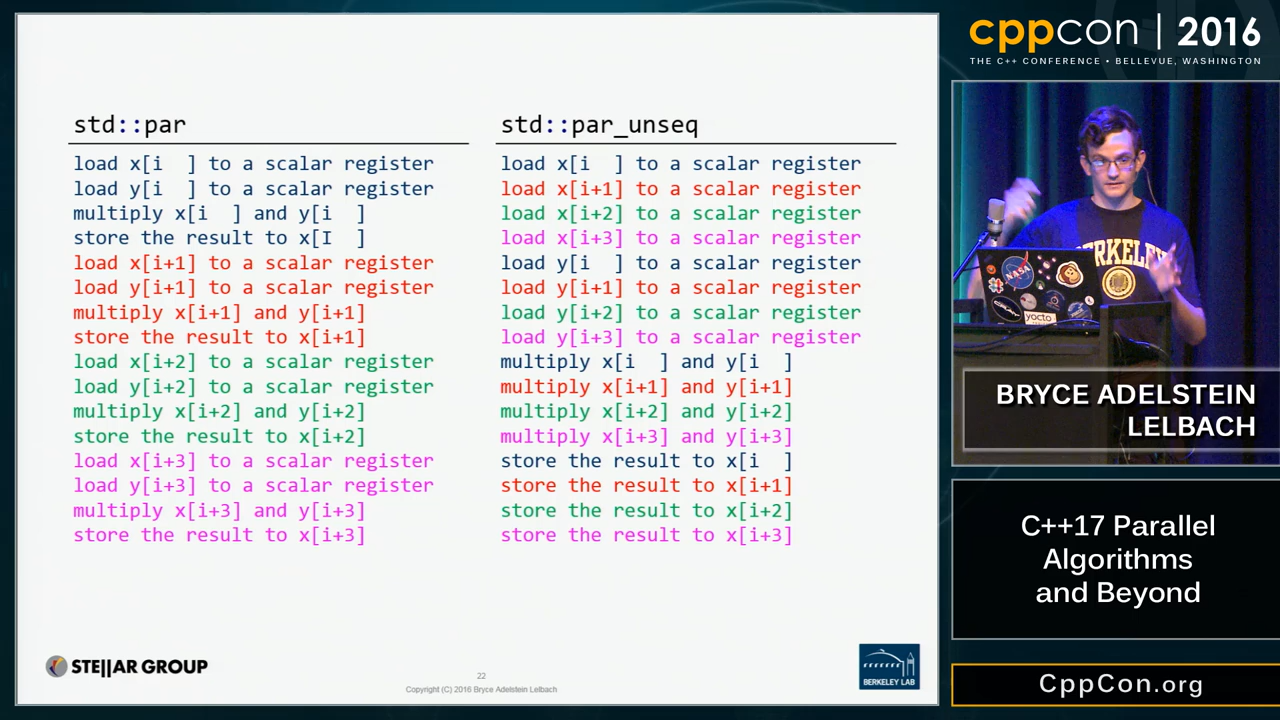 std::par
load x[i  ] to a scalar register
load y[i  ] to a scalar register
multiply x[i  ] and y[i  ]
store the result to x[I  ]
load x[i+1] to a scalar register
load y[i+1] to a scalar register
multiply x[i+1] and y[i+1]
store the result to x[i+1]
load x[i+2] to a scalar register
load y[i+2] to a scalar register
multiply x[i+2] and y[i+2]
store the result to x[i+2]
load x[i+3] to a scalar register
load y[i+3] to a scalar register
multiply x[i+3] and y[i+3]
store the result to x[i+3]
std::par_unseq
load x[i  ] to a scalar register
load x[i+1] to a scalar register
load x[i+2] to a scalar register
load x[i+3] to a scalar register
load y[i  ] to a scalar register
load y[i+1] to a scalar register
load y[i+2] to a scalar register
load y[i+3] to a scalar register
multiply x[i  ] and y[i  ]
multiply x[i+1] and y[i+1]
multiply x[i+2] and y[i+2]
multiply x[i+3] and y[i+3]
store the result to x[i  ]
store the result to x[i+1]
store the result to x[i+2]
store the result to x[i+3]
STE||AR GROUP
22
Copyright (C) 2016 Bryce Adelstein Lelbach
BERKELEY LAB
cppcon | 2016
THE C++ CONFERENCE • BELLEVUE, WASHINGTON
NASA
yocto
BRYCE ADELSTEIN
LELBACH
C++17 Parallel
Algorithms
and Beyond
CppCon.org